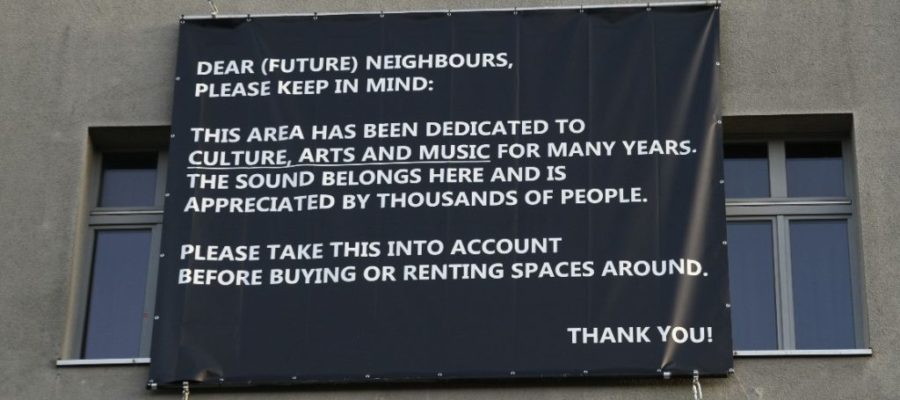 DEAR (FUTURE) NEIGHBOURS,
PLEASE KEEP IN MIND:
THIS AREA HAS BEEN DEDICATED TO
CULTURE, ARTS AND MUSIC FOR MANY YEARS.
THE SOUND BELONGS HERE AND IS
APPRECIATED BY THOUSANDS OF PEOPLE.
PLEASE TAKE THIS INTO ACCOUNT
BEFORE BUYING OR RENTING SPACES AROUND.
THANK YOU!